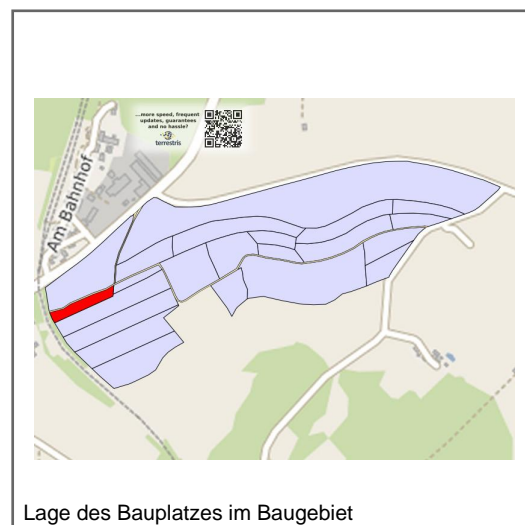 ...more speed, frequent
updates, guarantees
and no hassle?
terrestris
Am Bahnhof
Lage des Bauplatzes im Baugebiet